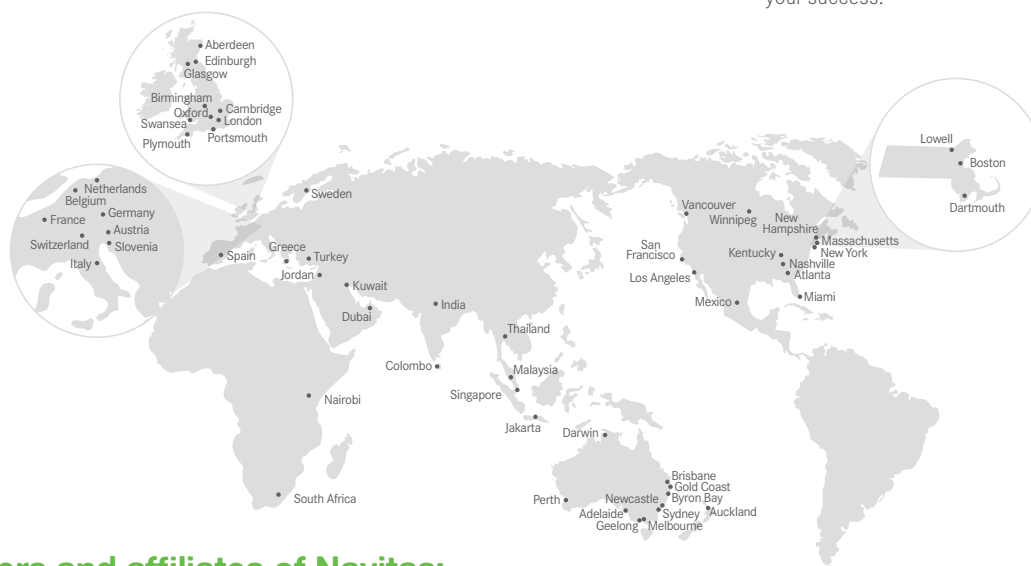 your success.
Aberdeen
Edinburgh
Glasgow
Birmingham
Cambridge
Oxford
London
Swansea
Portsmouth
Plymouth
Lowell
Boston
Dartmouth
Netherlands
Belgium
France
Germany
Austria
Switzerland
Slovenia
Italy
Sweden
Spain
Greece
Turkey
Jordan
Kuwait
Dubai
India
Thailand
Colombo
Malaysia
Singapore
Jakarta
Nairobi
South Africa
Vancouver
Winnipeg
New
Hampshire
Massachusetts
New York
San
Francisco
Kentucky
Nashville
Los Angeles
Atlanta
Mexico
Miami
Darwin
Brisbane
Gold Coast
Byron Bay
Perth
Newcastle
Adelaide
Sydney
Auckland
Geelong
Melbourne
and affiliates of Navitas: